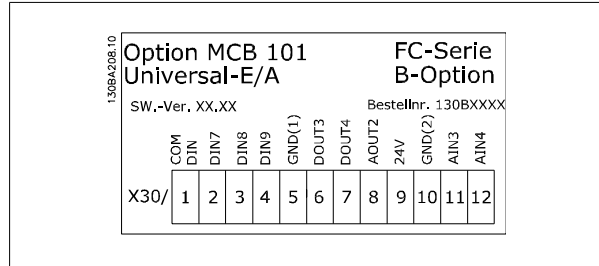 130BA208.10
Option MCB 101 FC-Serie
Universal-E/A B-Option
SW.-Ver. XX.XX Bestellnr. 130BXXXX
COM DIN DIN7 DIN8 DIN9 GND(1) DOUT3 DOUT4 AOUT2 24V GND(2) AIN3 AIN4
X30/ 1 2 3 4 5 6 7 8 9 10 11 12